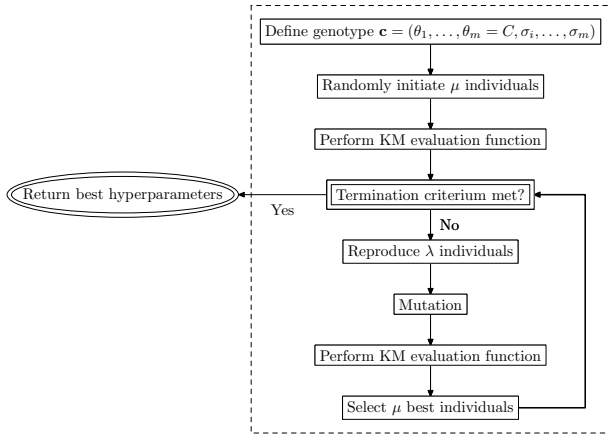 Define genotype c = (θ₁, . . . , θₘ = C, σᵢ, . . . , σₘ)
Randomly initiate μ individuals
Perform KM evaluation function
Return best hyperparameters
Termination criterium met?
Yes
No
Reproduce λ individuals
Mutation
Perform KM evaluation function
Select μ best individuals